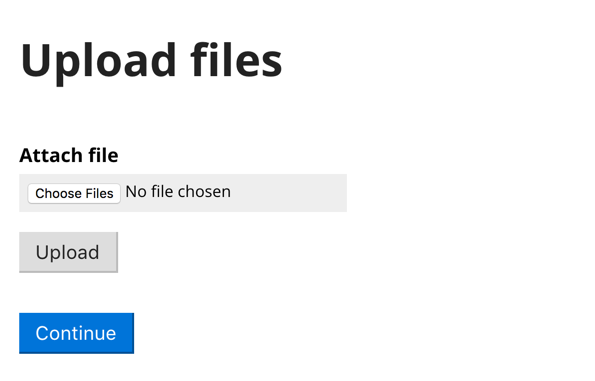 Upload files
Attach file
Choose Files No file chosen
Upload
Continue